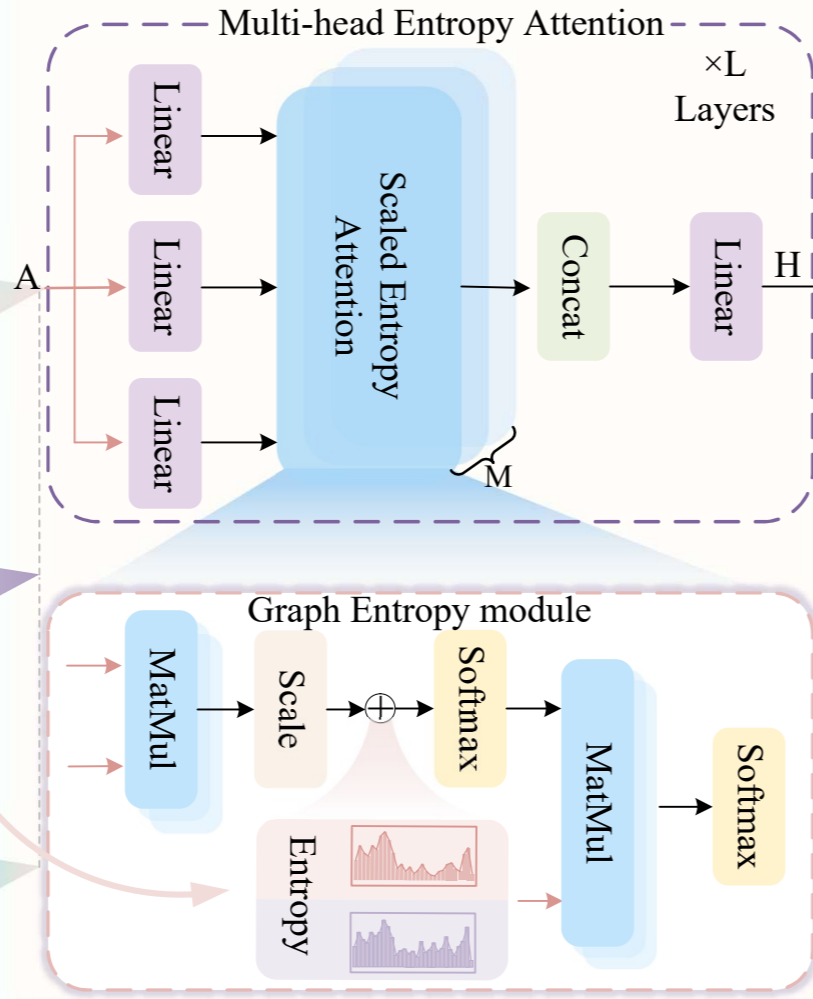 Multi-head Entropy Attention
×L
Layers
Linear
Linear
Linear
A
Scaled Entropy
Attention
M
Concat
Linear
H
Graph Entropy module
MatMul
Scale
+
Softmax
Entropy
MatMul
Softmax